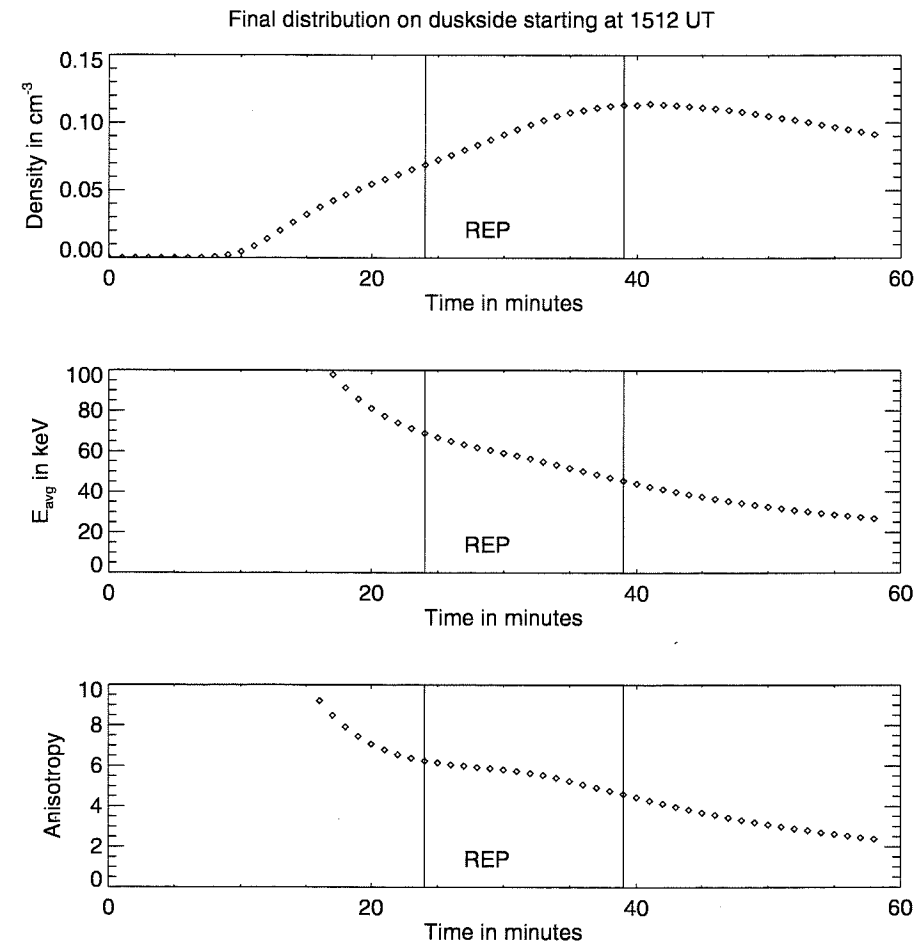 Final distribution on duskside starting at 1512 UT
0.15
0.10
0.05
0.00
Density in cm⁻³
REP
0 20 40 60
Time in minutes
100
80
60
40
20
0
E_avg in keV
REP
0 20 40 60
Time in minutes
10
8
6
4
2
0
Anisotropy
REP
0 20 40 60
Time in minutes